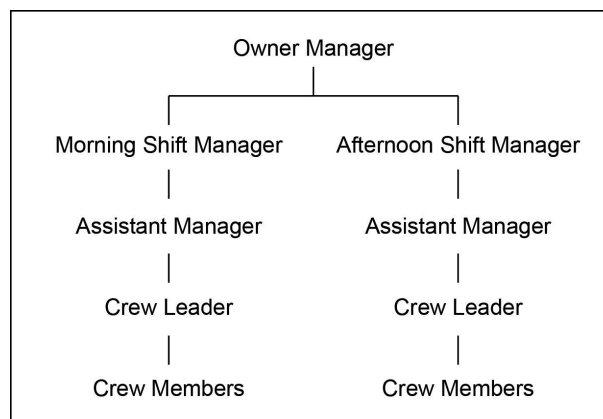 Owner Manager
Morning Shift Manager
Afternoon Shift Manager
Assistant Manager
Assistant Manager
Crew Leader
Crew Leader
Crew Members
Crew Members